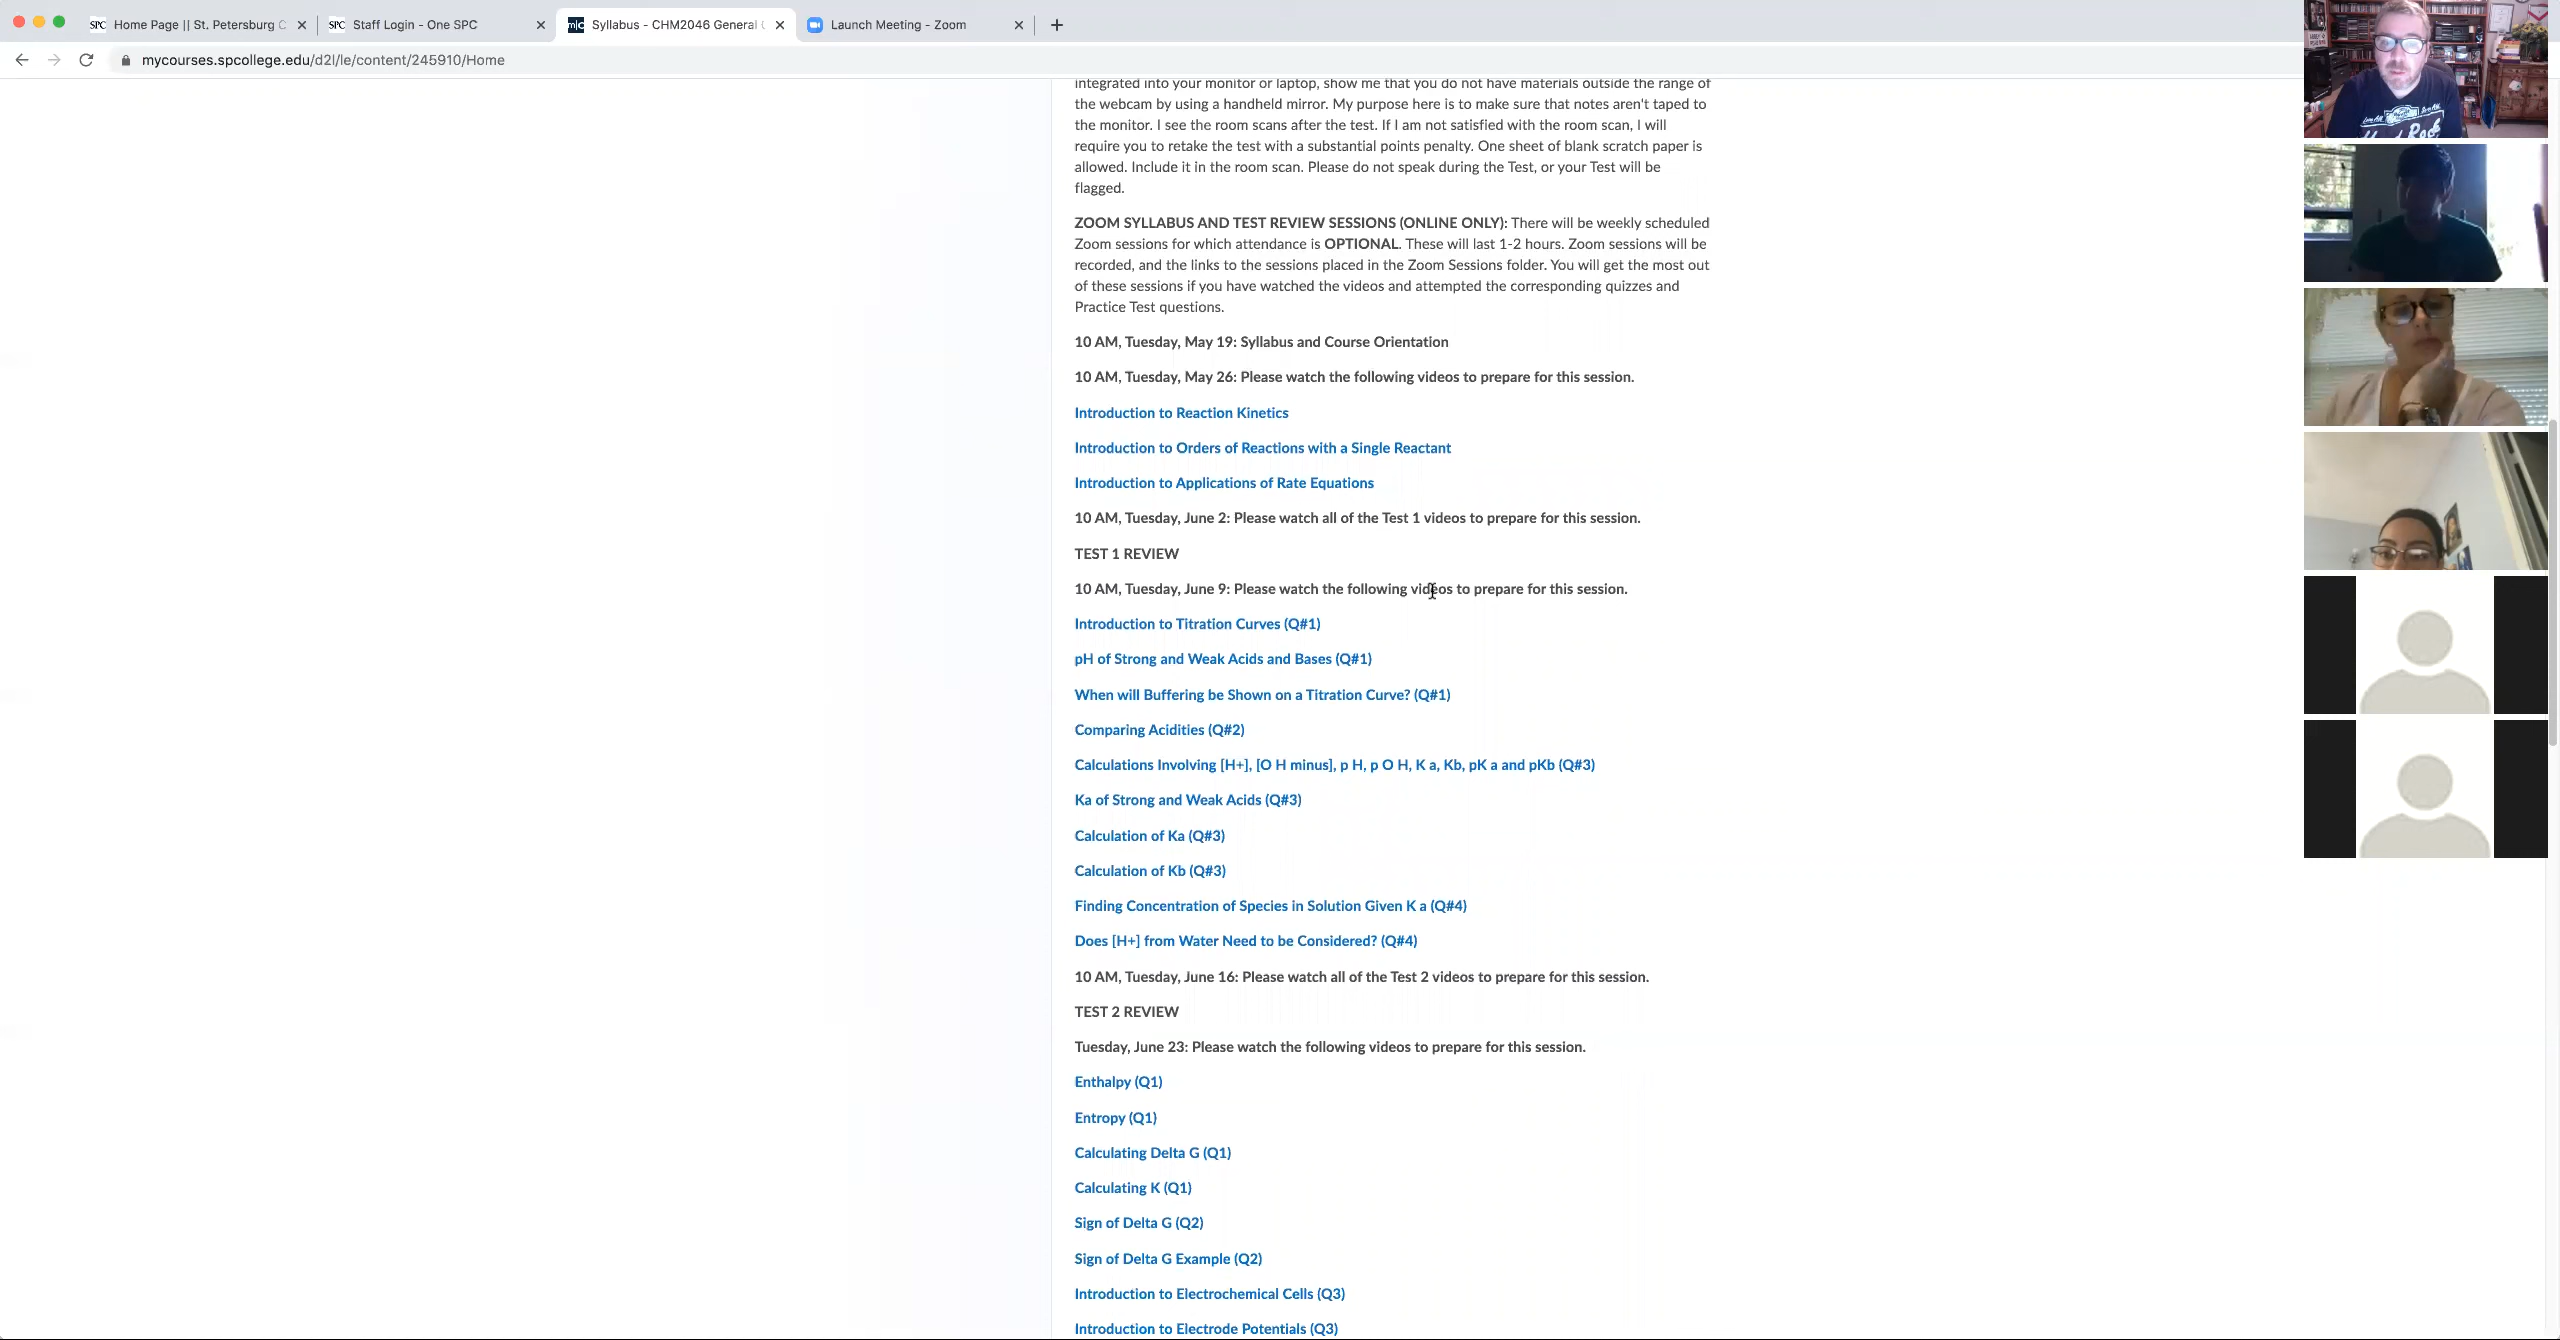 SPC Home Page || St. Petersburg C
SPC Staff Login - One SPC
Syllabus - CHM2046 General
Launch Meeting - Zoom
mycourses.spcollege.edu/d2l/le/content/245910/Home
integrated into your monitor or laptop, show me that you do not have materials outside the range of
the webcam by using a handheld mirror. My purpose here is to make sure that notes aren't taped to
the monitor. I see the room scans after the test. If I am not satisfied with the room scan, I will
require you to retake the test with a substantial points penalty. One sheet of blank scratch paper is
allowed. Include it in the room scan. Please do not speak during the Test, or your Test will be
flagged.
ZOOM SYLLABUS AND TEST REVIEW SESSIONS (ONLINE ONLY): There will be weekly scheduled
Zoom sessions for which attendance is OPTIONAL. These will last 1-2 hours. Zoom sessions will be
recorded, and the links to the sessions placed in the Zoom Sessions folder. You will get the most out
of these sessions if you have watched the videos and attempted the corresponding quizzes and
Practice Test questions.
10 AM, Tuesday, May 19: Syllabus and Course Orientation
10 AM, Tuesday, May 26: Please watch the following videos to prepare for this session.
Introduction to Reaction Kinetics
Introduction to Orders of Reactions with a Single Reactant
Introduction to Applications of Rate Equations
10 AM, Tuesday, June 2: Please watch all of the Test 1 videos to prepare for this session.
TEST 1 REVIEW
10 AM, Tuesday, June 9: Please watch the following videos to prepare for this session.
Introduction to Titration Curves (Q#1)
pH of Strong and Weak Acids and Bases (Q#1)
When will Buffering be Shown on a Titration Curve? (Q#1)
Comparing Acidities (Q#2)
Calculations Involving [H+], [O H minus], p H, p O H, K a, Kb, pK a and pKb (Q#3)
Ka of Strong and Weak Acids (Q#3)
Calculation of Ka (Q#3)
Calculation of Kb (Q#3)
Finding Concentration of Species in Solution Given K a (Q#4)
Does [H+] from Water Need to be Considered? (Q#4)
10 AM, Tuesday, June 16: Please watch all of the Test 2 videos to prepare for this session.
TEST 2 REVIEW
Tuesday, June 23: Please watch the following videos to prepare for this session.
Enthalpy (Q1)
Entropy (Q1)
Calculating Delta G (Q1)
Calculating K (Q1)
Sign of Delta G (Q2)
Sign of Delta G Example (Q2)
Introduction to Electrochemical Cells (Q3)
Introduction to Electrode Potentials (Q3)